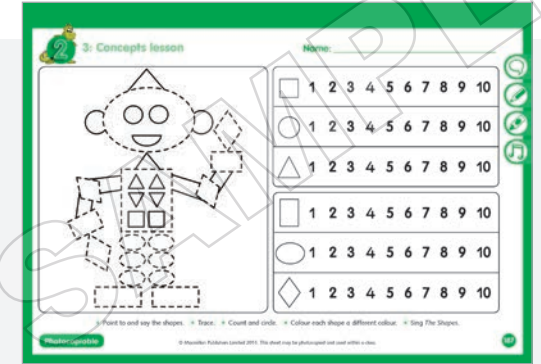 2
3: Concepts lesson
Name:
1 2 3 4 5 6 7 8 9 10
1 2 3 4 5 6 7 8 9 10
1 2 3 4 5 6 7 8 9 10
1 2 3 4 5 6 7 8 9 10
1 2 3 4 5 6 7 8 9 10
1 2 3 4 5 6 7 8 9 10
Point to and say the shapes. Trace. Count and circle. Colour each shape a different colour. Sing The Shapes.
Photocopiable
© Macmillan Publishers Limited 2015. This sheet may be photocopied and used within a class.
SAMPLE